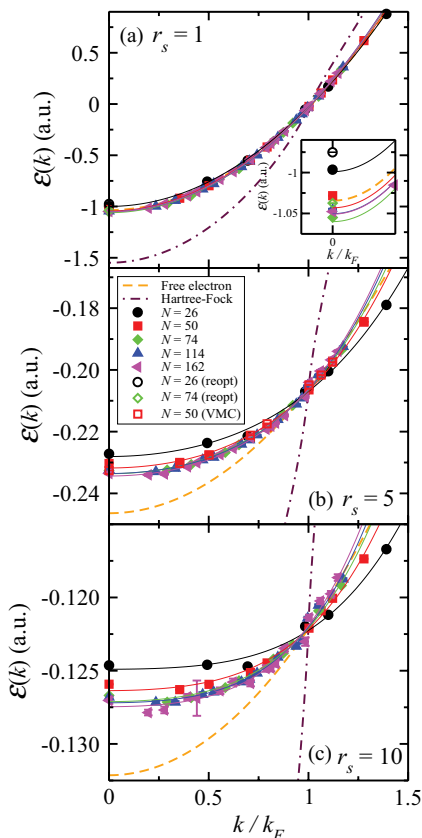 (a) r_s = 1
ε(k) (a.u.)
0.5
0
-0.5
-1
-1.5
ε(k) (a.u.)
-1
-1.05
0
k / k_F
Free electron
Hartree-Fock
N = 26
N = 50
N = 74
N = 114
N = 162
N = 26 (reopt)
N = 74 (reopt)
N = 50 (VMC)
ε(k) (a.u.)
-0.18
-0.20
-0.22
-0.24
(b) r_s = 5
ε(k) (a.u.)
-0.120
-0.125
-0.130
(c) r_s = 10
0 0.5 1 1.5
k / k_F